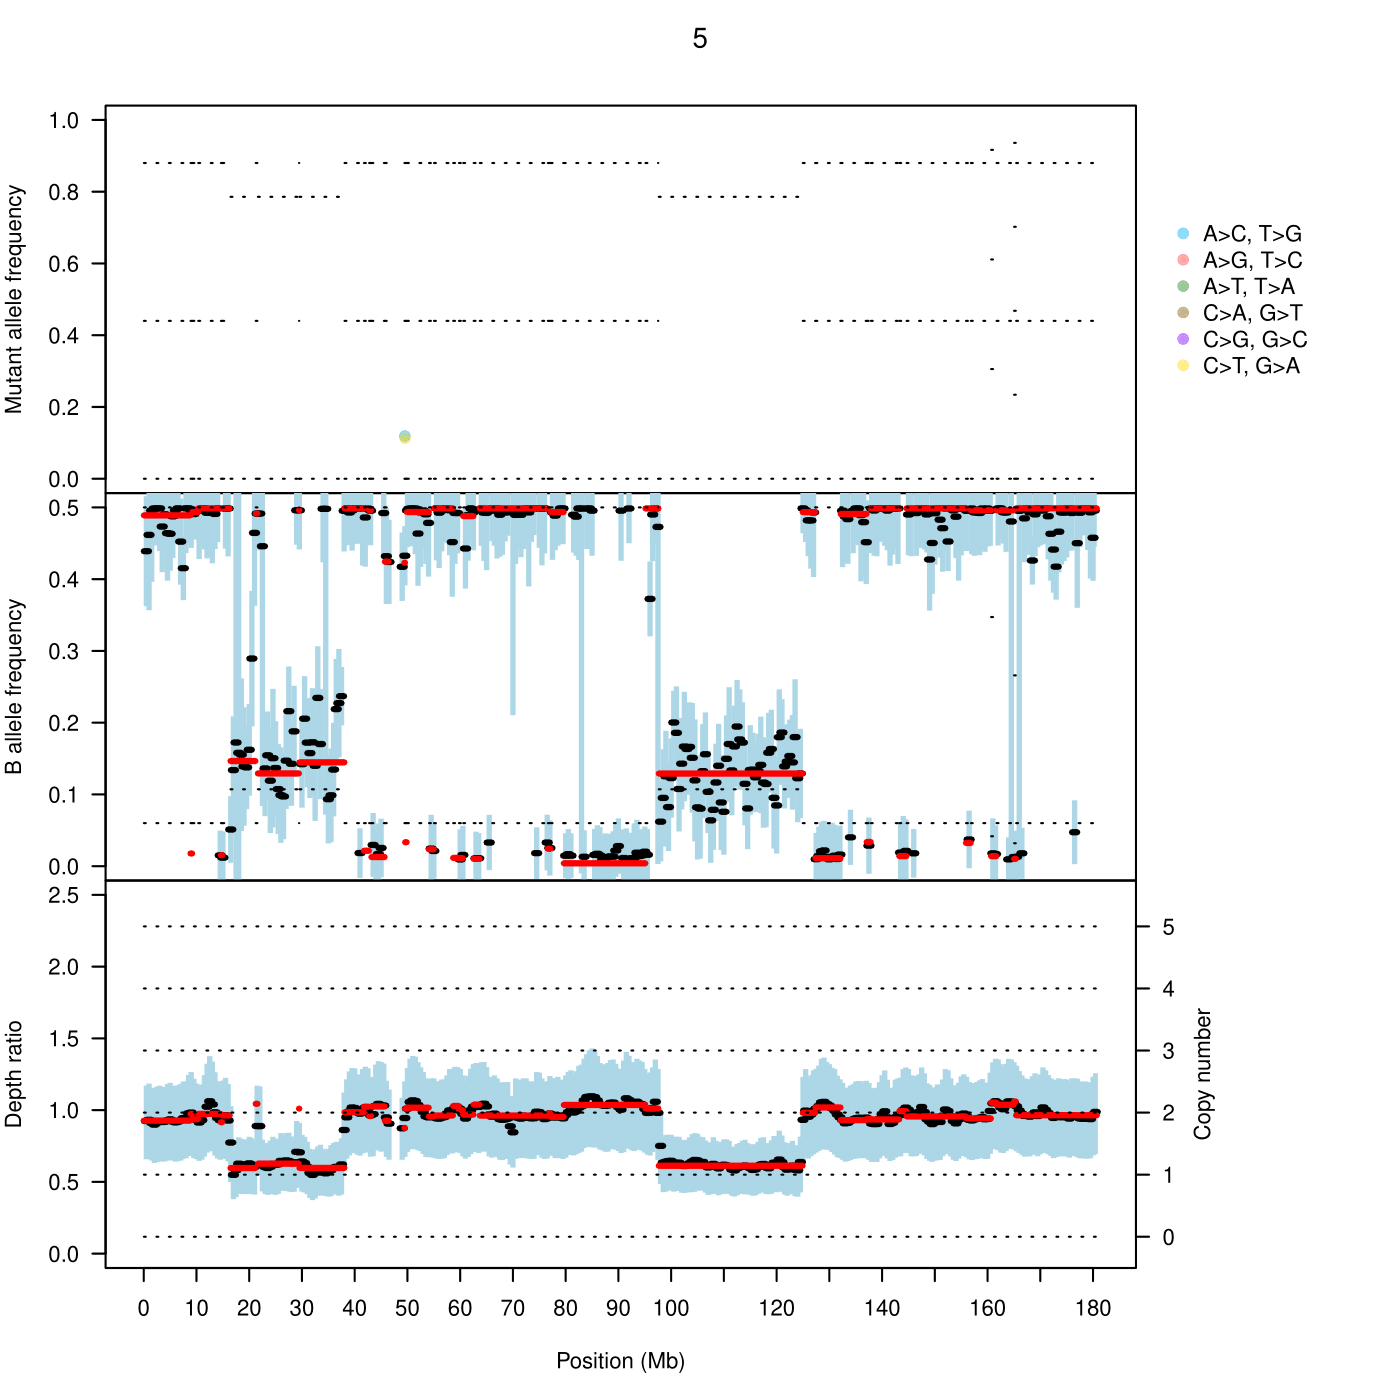 5
Mutant allele frequency
1.0
0.8
0.6
0.4
0.2
0.0
A>C, T>G
A>G, T>C
A>T, T>A
C>A, G>T
C>G, G>C
C>T, G>A
B allele frequency
0.5
0.4
0.3
0.2
0.1
0.0
Depth ratio
2.5
2.0
1.5
1.0
0.5
0.0
5
4
3
2
1
0
Copy number
0 10 20 30 40 50 60 70 80 90 100 120 140 160 180
Position (Mb)